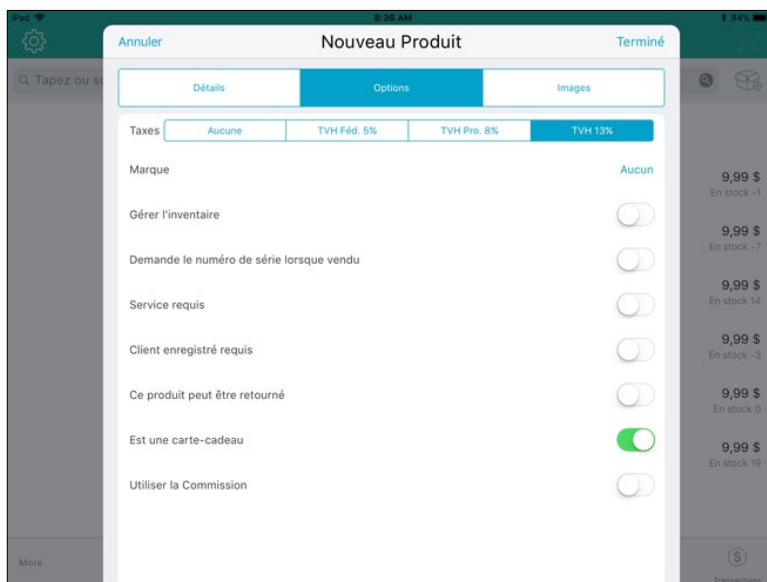 iPad 8:36 AM 84%
Annuler Nouveau Produit Terminé
Tapez ou sc
Détails Options Images
Taxes Aucune TVH Féd. 5% TVH Pro. 8% TVH 13%
Marque Aucun
9,99 $
En stock -1
Gérer l'inventaire
9,99 $
En stock -7
Demande le numéro de série lorsque vendu
9,99 $
En stock 14
Service requis
9,99 $
En stock -3
Client enregistré requis
9,99 $
En stock 0
Ce produit peut être retourné
9,99 $
En stock 19
Est une carte-cadeau
Utiliser la Commission
More
Transactions